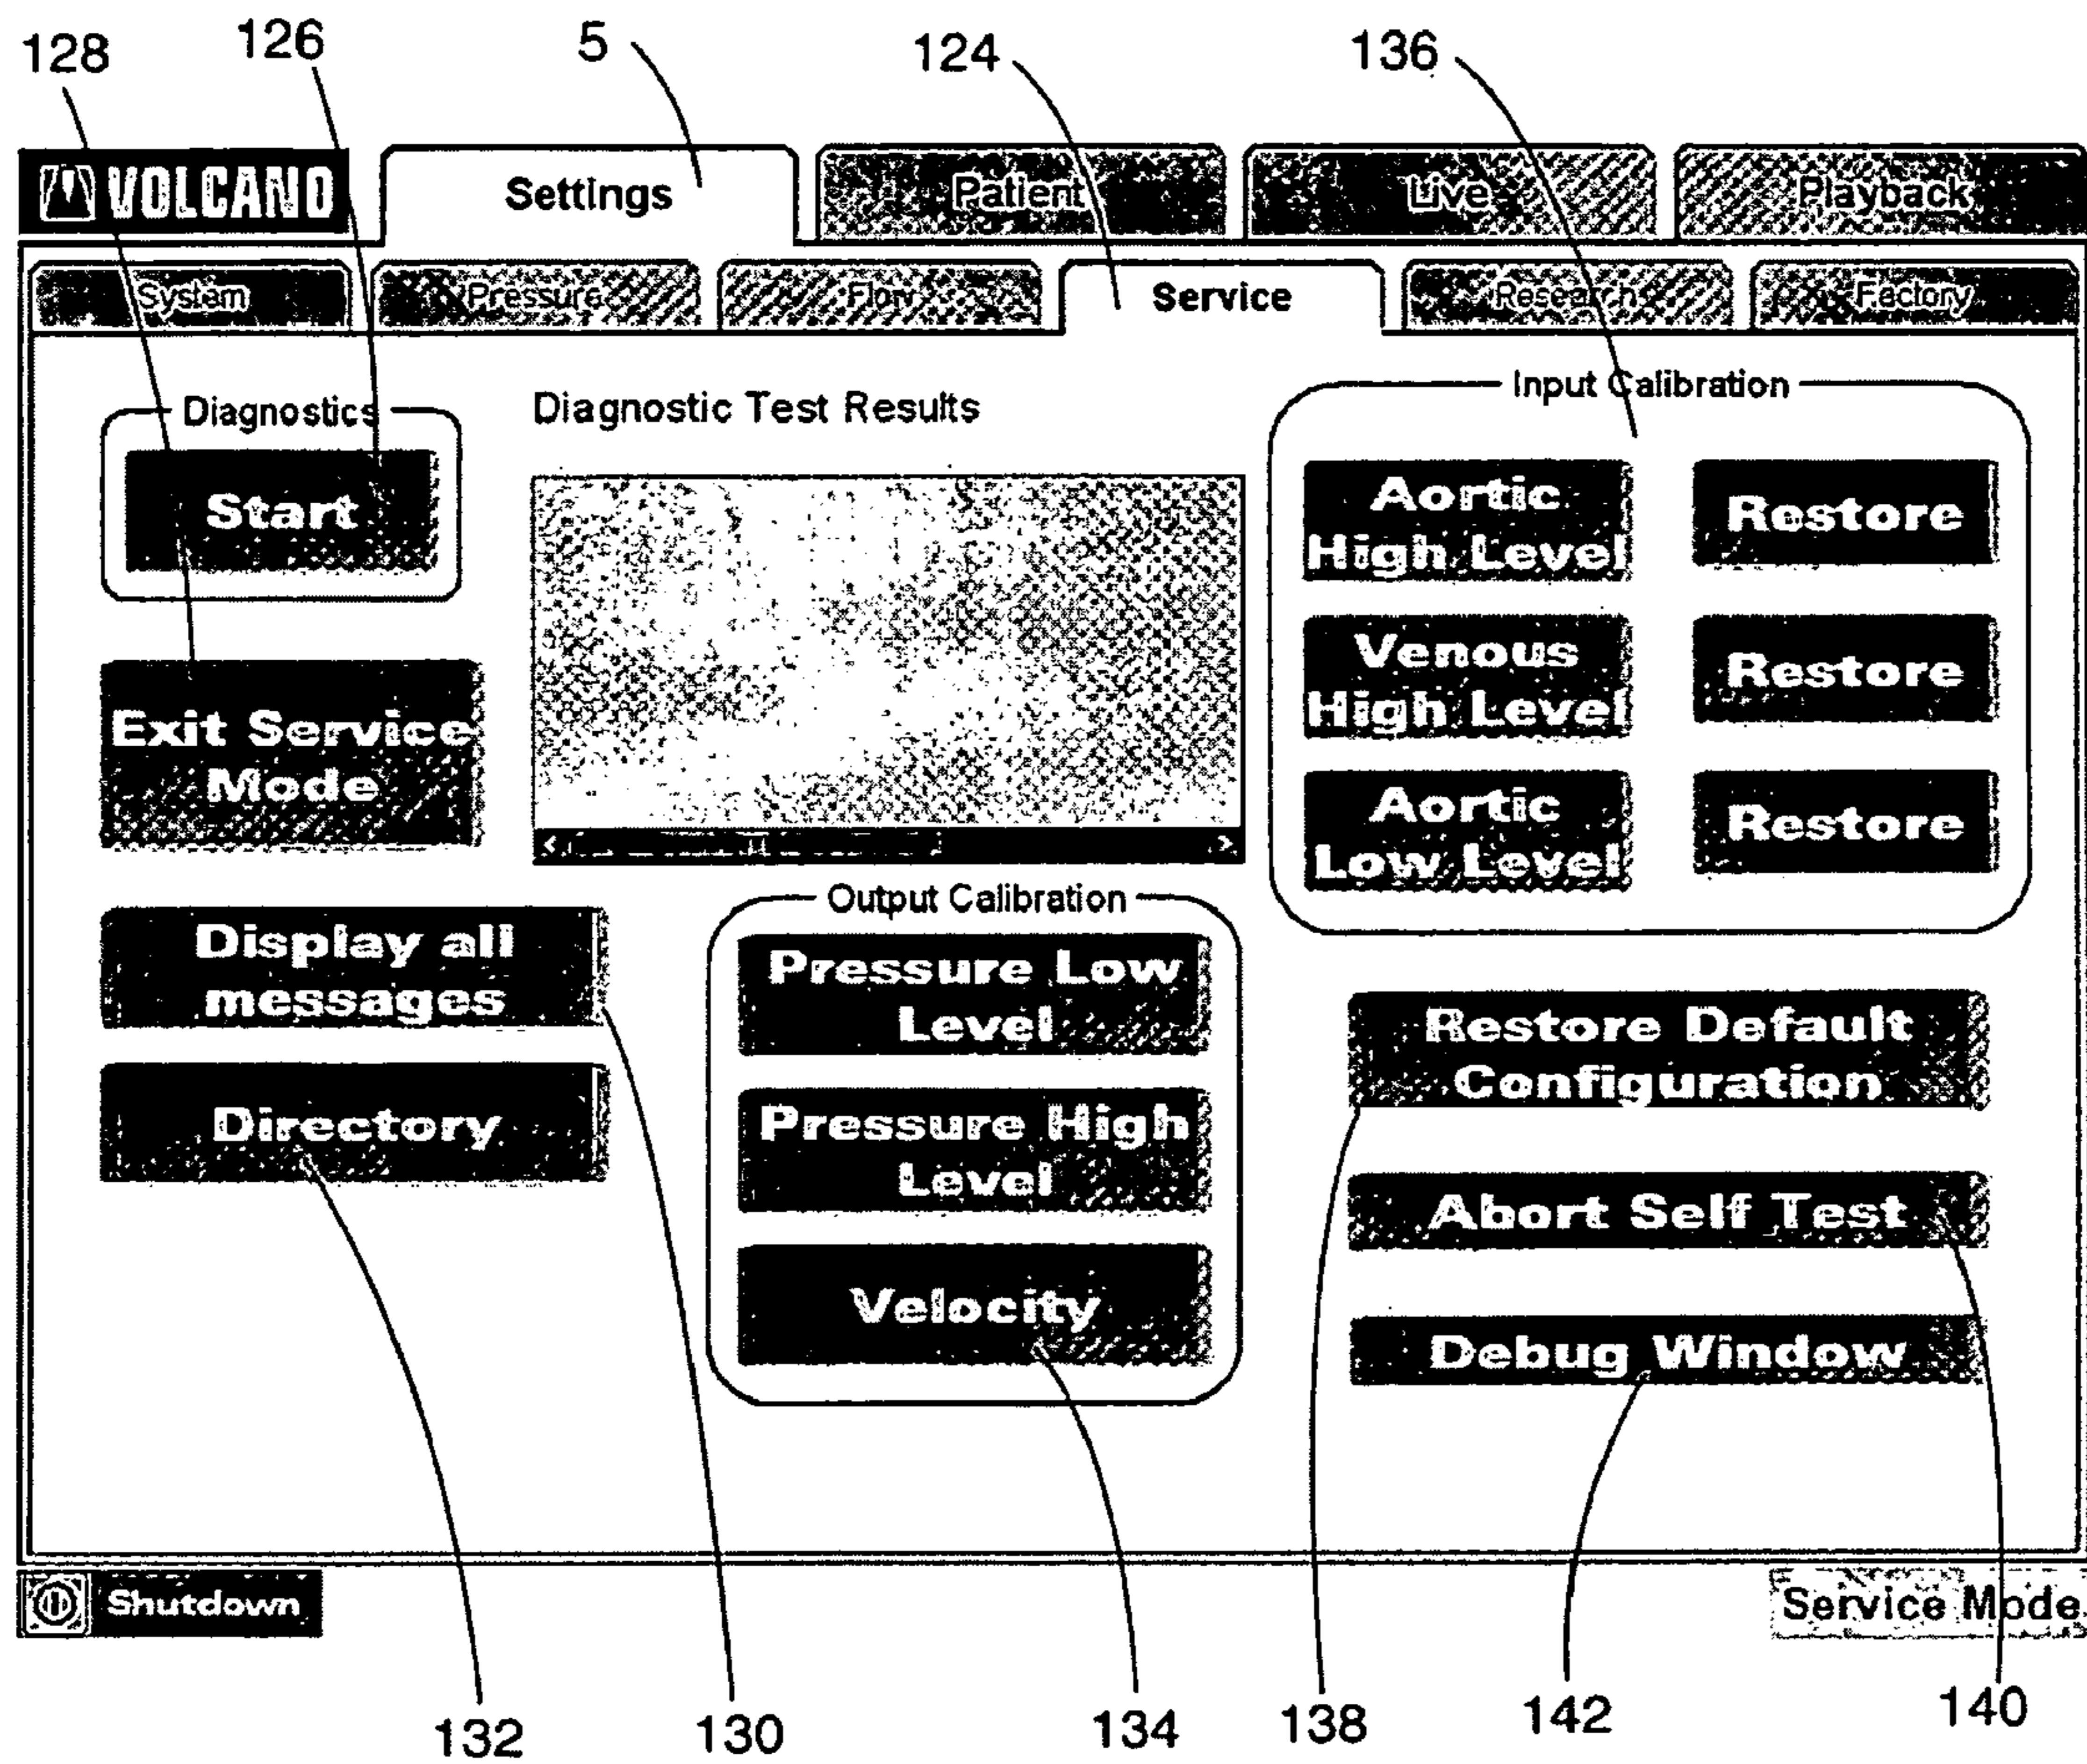 128 126 5 124 136
VOLCANO Settings Patient Live Playback
System Pressure Flow Service Research Factory
Diagnostics
Start
Diagnostic Test Results
Input Calibration
Aortic
High Level
Restore
Venous
High Level
Restore
Aortic
Low Level
Restore
Exit Service
Mode
Display all
messages
Directory
Output Calibration
Pressure Low
Level
Pressure High
Level
Velocity
Restore Default
Configuration
Abort Self Test
Debug Window
Shutdown
Service Mode
132 130 134 138 142 140